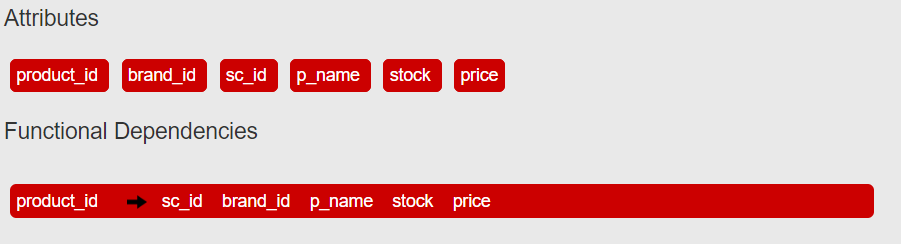 Attributes
product_id brand_id sc_id p_name stock price
Functional Dependencies
product_id → sc_id brand_id p_name stock price